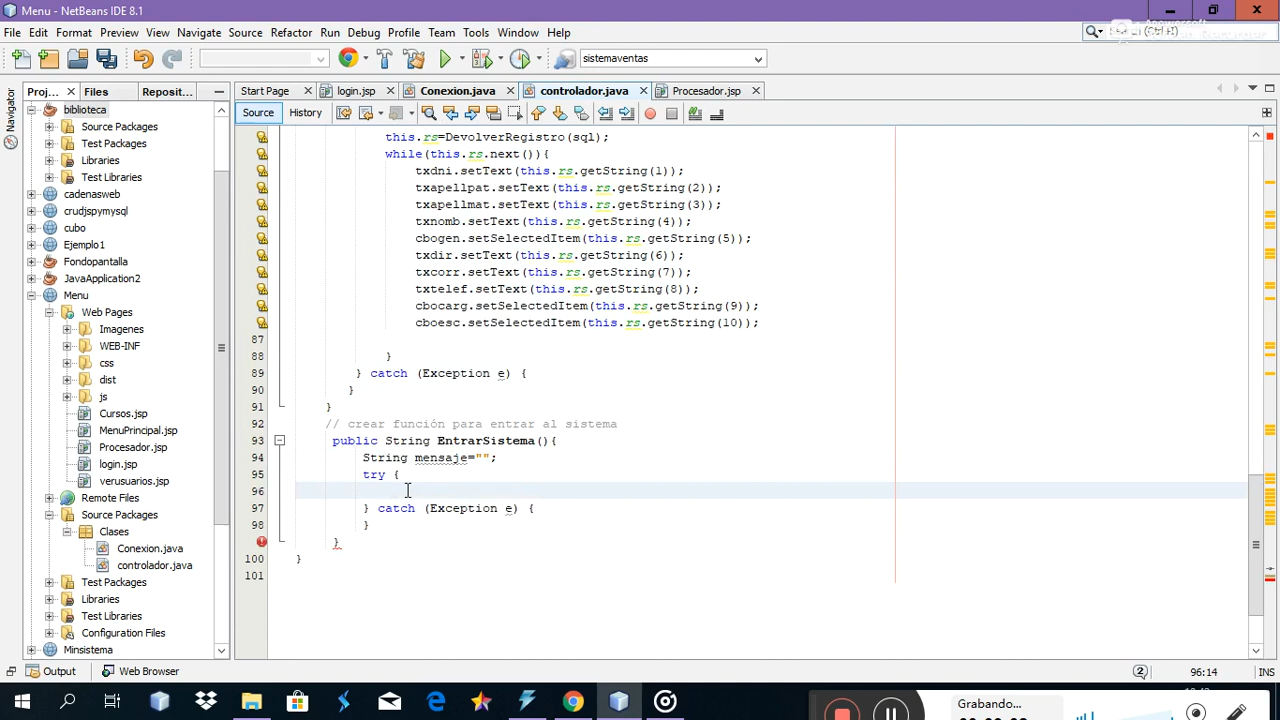 Menu - NetBeans IDE 8.1
File Edit View Navigate Source Refactor Run Debug Profile Team Tools Window Help
Search (Ctrl+I)
sistemaventas
Navigator
Proj... Files Reposit...
Start Page login.jsp Conexion.java controlador.java Procesador.jsp
Source History
biblioteca
Source Packages
Test Packages
Libraries
Test Libraries
cadenasweb
crudjspymysql
cubo
Ejemplo1
Fondopantalla
JavaApplication2
Menu
Web Pages
Imagenes
WEB-INF
css
dist
js
Cursos.jsp
MenuPrincipal.jsp
Procesador.jsp
login.jsp
verusuarios.jsp
Remote Files
Source Packages
Clases
Conexion.java
controlador.java
Test Packages
Libraries
Test Libraries
Configuration Files
Minsistema
this.rs=DevolverRegistro(sql);
while(this.rs.next()){
txdni.setText(this.rs.getString(1));
txapellpat.setText(this.rs.getString(2));
txapellmat.setText(this.rs.getString(3));
txnomb.setText(this.rs.getString(4));
cbogen.setSelectedItem(this.rs.getString(5));
txdir.setText(this.rs.getString(6));
txcorr.setText(this.rs.getString(7));
txtelef.setText(this.rs.getString(8));
cbocarg.setSelectedItem(this.rs.getString(9));
cboesc.setSelectedItem(this.rs.getString(10));
87
88 }
89 } catch (Exception e) {
90 }
91 }
92 // crear función para entrar al sistema
93 public String EntrarSistema(){
94 String mensaje="";
95 try {
96
97 } catch (Exception e) {
98 }
}
100 }
101
Output Web Browser
2 96:14 INS
Grabando...